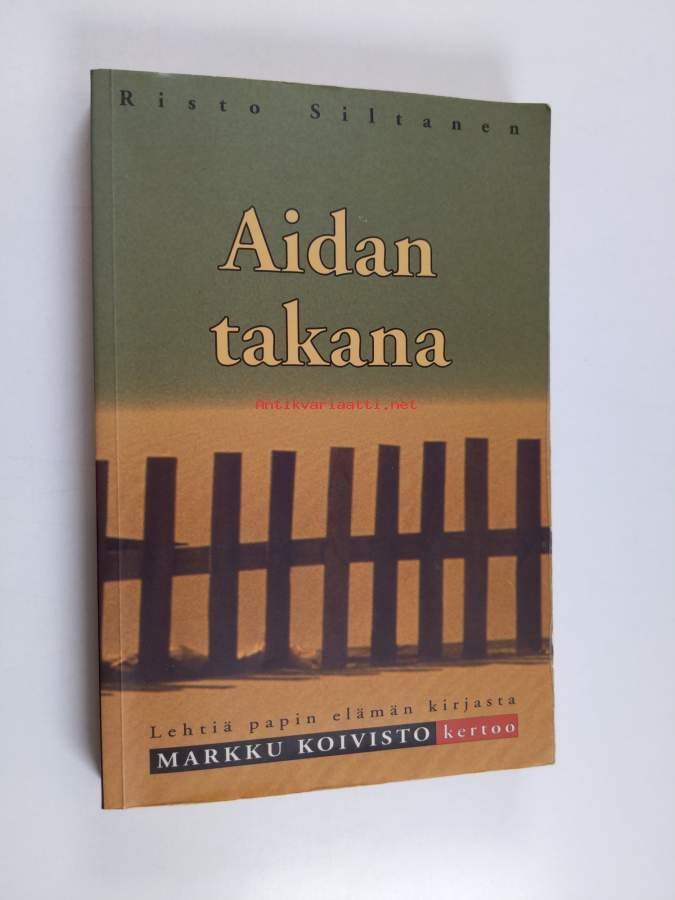 Risto Siltanen
Aidan
takana
Antikvariaatti.net
Lehtiä papin elämän kirjasta
MARKKU KOIVISTO kertoo